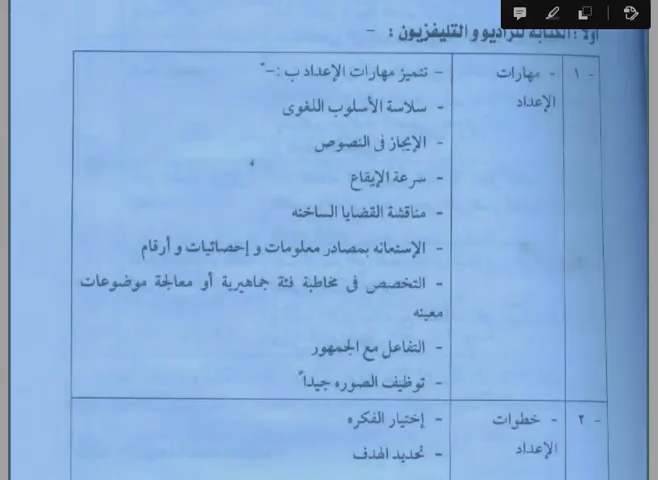 أولاً : الكتابة للراديو و التليفزيون : -
١ - - مهارات الإعداد
- تتميز مهارات الإعداد ب :-
- سلاسة الأسلوب اللغوى
- الإيجاز فى النصوص
- سرعة الإيقاع
- مناقشة القضايا الساخنه
- الإستعانه بمصادر معلومات و إحصائيات و أرقام
- التخصص فى مخاطبة فئة جماهيرية أو معالجة موضوعات
معينه
- التفاعل مع الجمهور
- توظيف الصوره جيداً
٢ - - خطوات الإعداد
- إختيار الفكره
- تحديد الهدف